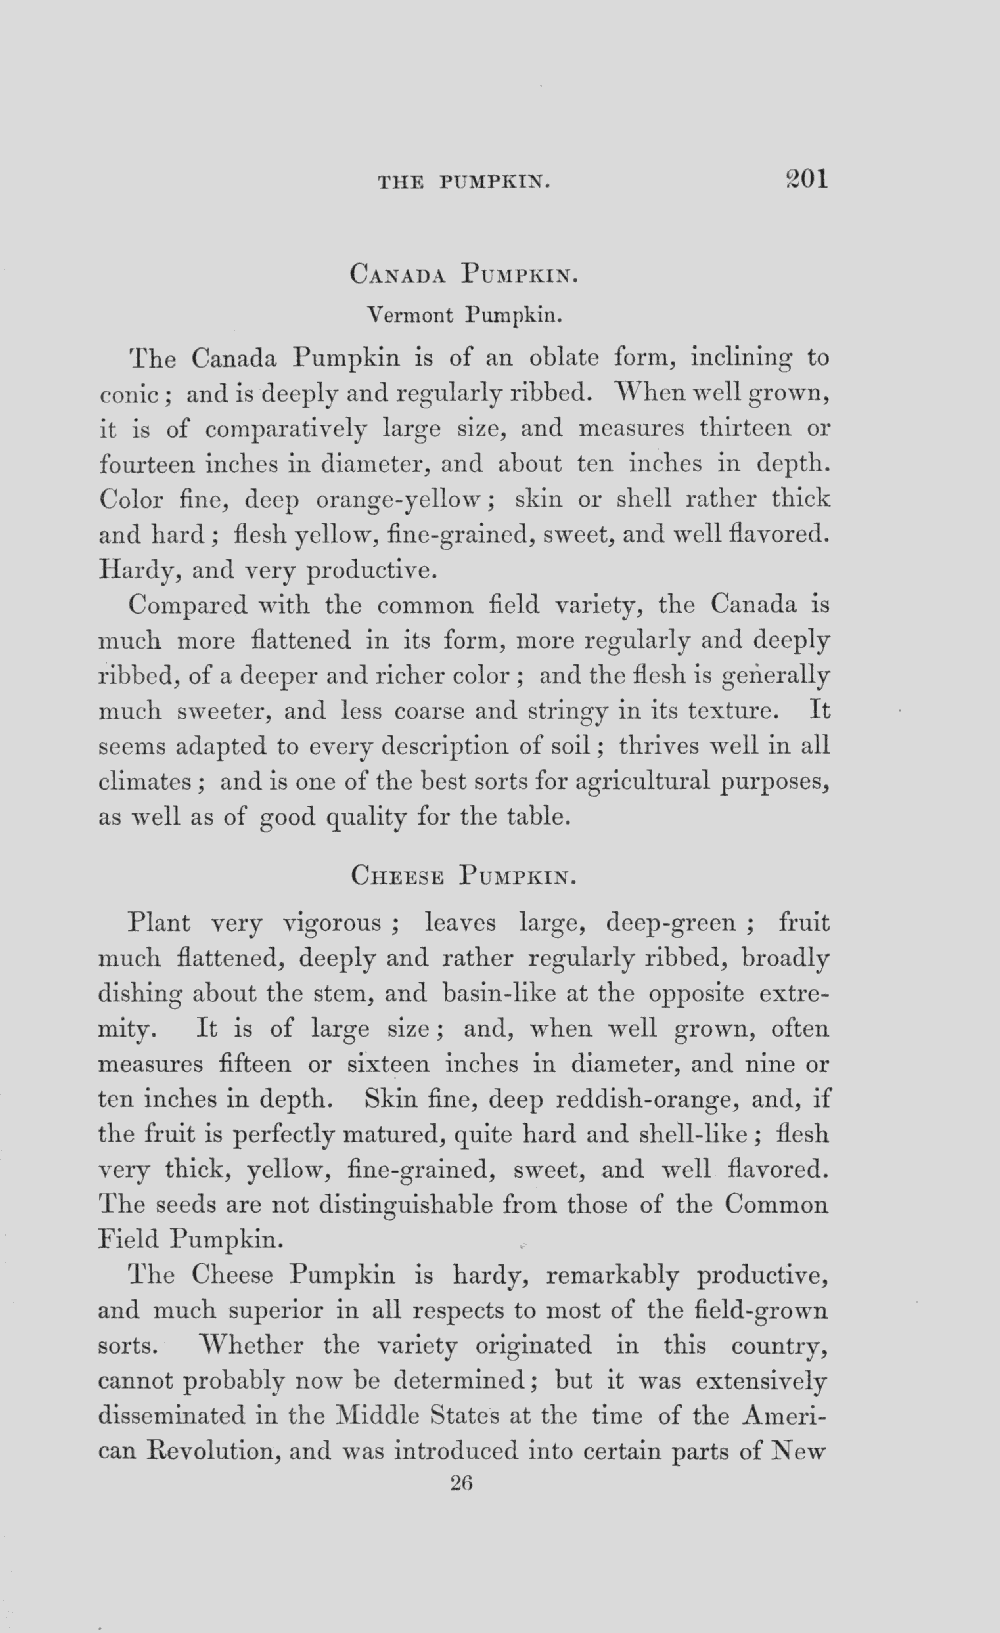 THE PUMPKIN. 201
CANADA PUMPKIN.
Vermont Pumpkin.
The Canada Pumpkin is of an oblate form, inclining to
conic; and is deeply and regularly ribbed. When well grown,
it is of comparatively large size, and measures thirteen or
fourteen inches in diameter, and about ten inches in depth.
Color fine, deep orange-yellow; skin or shell rather thick
and hard; flesh yellow, fine-grained, sweet, and well flavored.
Hardy, and very productive.
Compared with the common field variety, the Canada is
much more flattened in its form, more regularly and deeply
ribbed, of a deeper and richer color; and the flesh is generally
much sweeter, and less coarse and stringy in its texture. It
seems adapted to every description of soil; thrives well in all
climates; and is one of the best sorts for agricultural purposes,
as well as of good quality for the table.
CHEESE PUMPKIN.
Plant very vigorous; leaves large, deep-green; fruit
much flattened, deeply and rather regularly ribbed, broadly
dishing about the stem, and basin-like at the opposite extre-
mity. It is of large size; and, when well grown, often
measures fifteen or sixteen inches in diameter, and nine or
ten inches in depth. Skin fine, deep reddish-orange, and, if
the fruit is perfectly matured, quite hard and shell-like; flesh
very thick, yellow, fine-grained, sweet, and well flavored.
The seeds are not distinguishable from those of the Common
Field Pumpkin.
The Cheese Pumpkin is hardy, remarkably productive,
and much superior in all respects to most of the field-grown
sorts. Whether the variety originated in this country,
cannot probably now be determined; but it was extensively
disseminated in the Middle States at the time of the Ameri-
can Revolution, and was introduced into certain parts of New
26